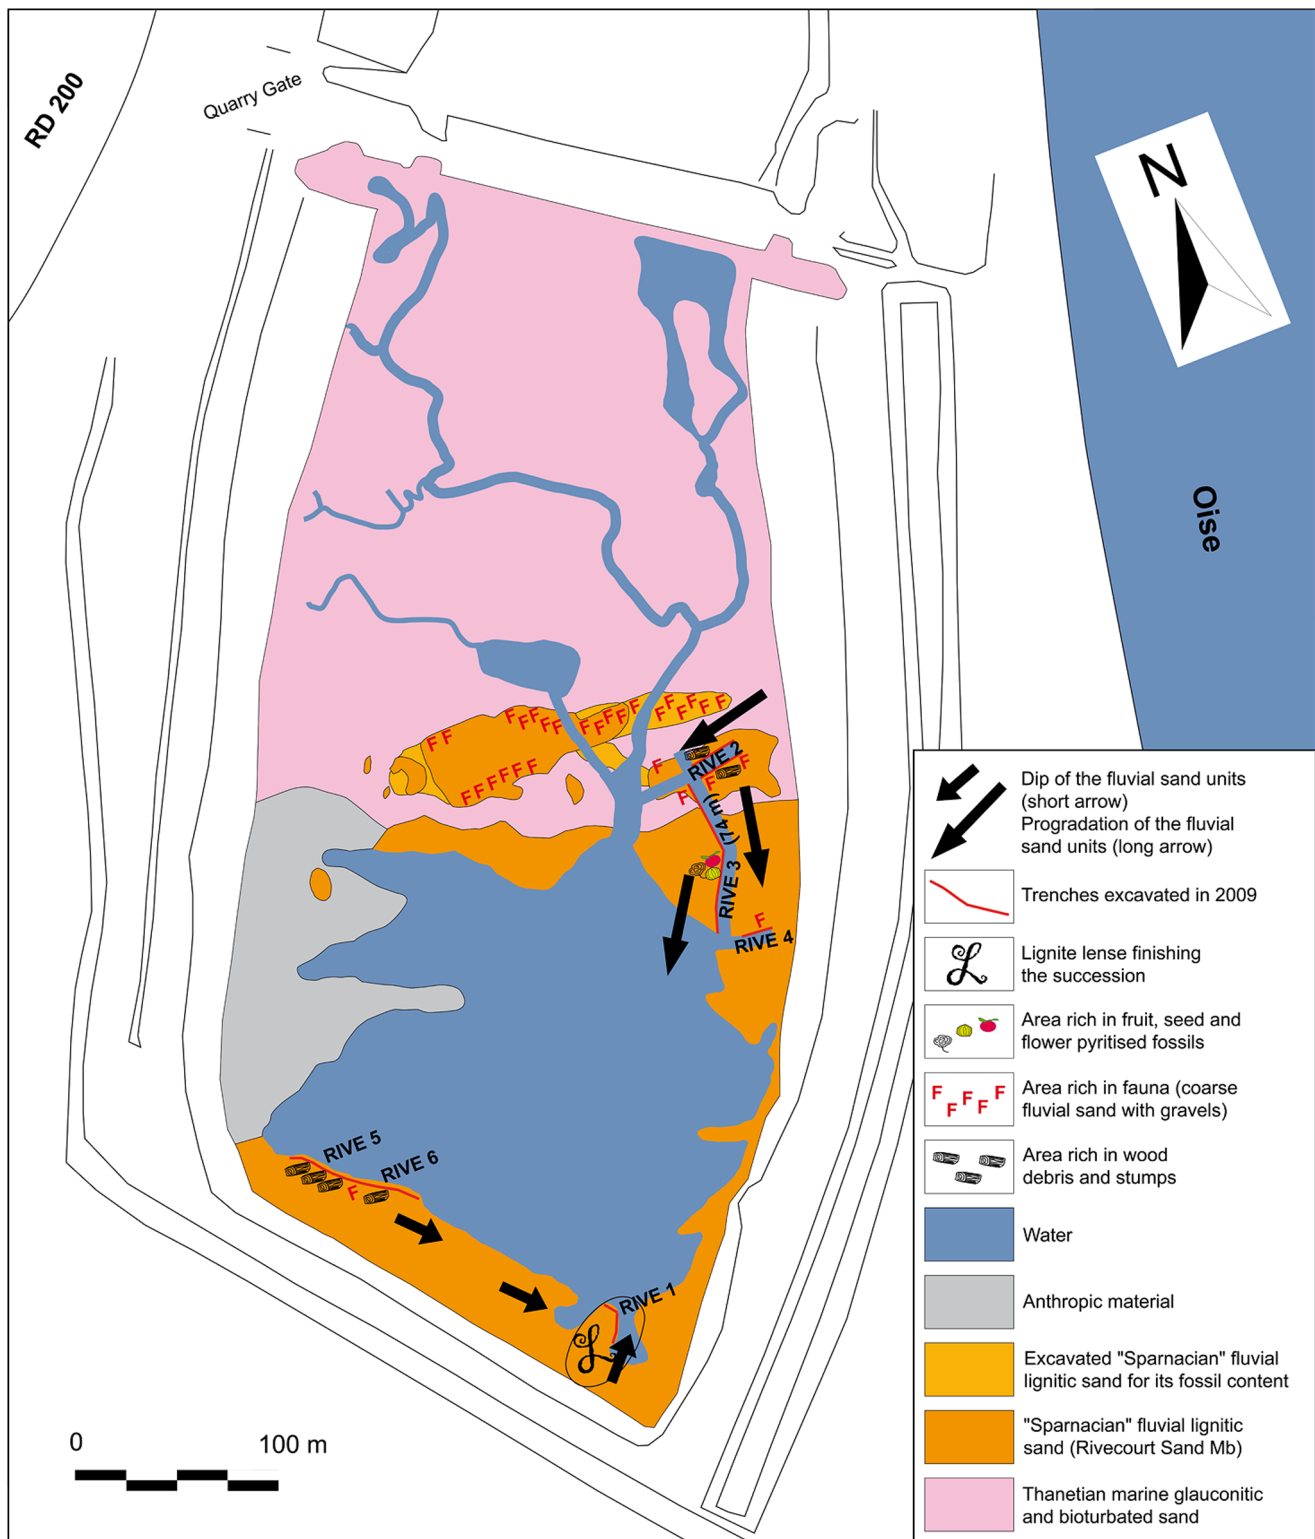 RD 200
Quarry Gate
N
Oise
F F F F F F F F F F F F F F F F
F F
F F F F F F
RIVE 2
F F F F
RIVE 3 (74 m)
F
RIVE 4
RIVE 5
RIVE 6
F
RIVE 1
L
0 100 m
Dip of the fluvial sand units
(short arrow)
Progradation of the fluvial
sand units (long arrow)
Trenches excavated in 2009
L
Lignite lense finishing
the succession
Area rich in fruit, seed and
flower pyritised fossils
F F F F F
Area rich in fauna (coarse
fluvial sand with gravels)
Area rich in wood
debris and stumps
Water
Anthropic material
Excavated "Sparnacian" fluvial
lignitic sand for its fossil content
"Sparnacian" fluvial lignitic
sand (Rivecourt Sand Mb)
Thanetian marine glauconitic
and bioturbated sand